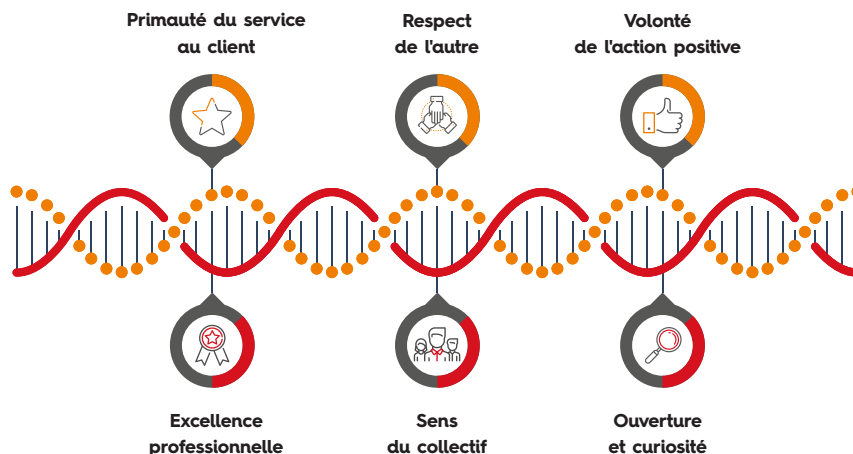 Primauté du service
au client
Respect
de l'autre
Volonté
de l'action positive
Excellence
professionnelle
Sens
du collectif
Ouverture
et curiosité